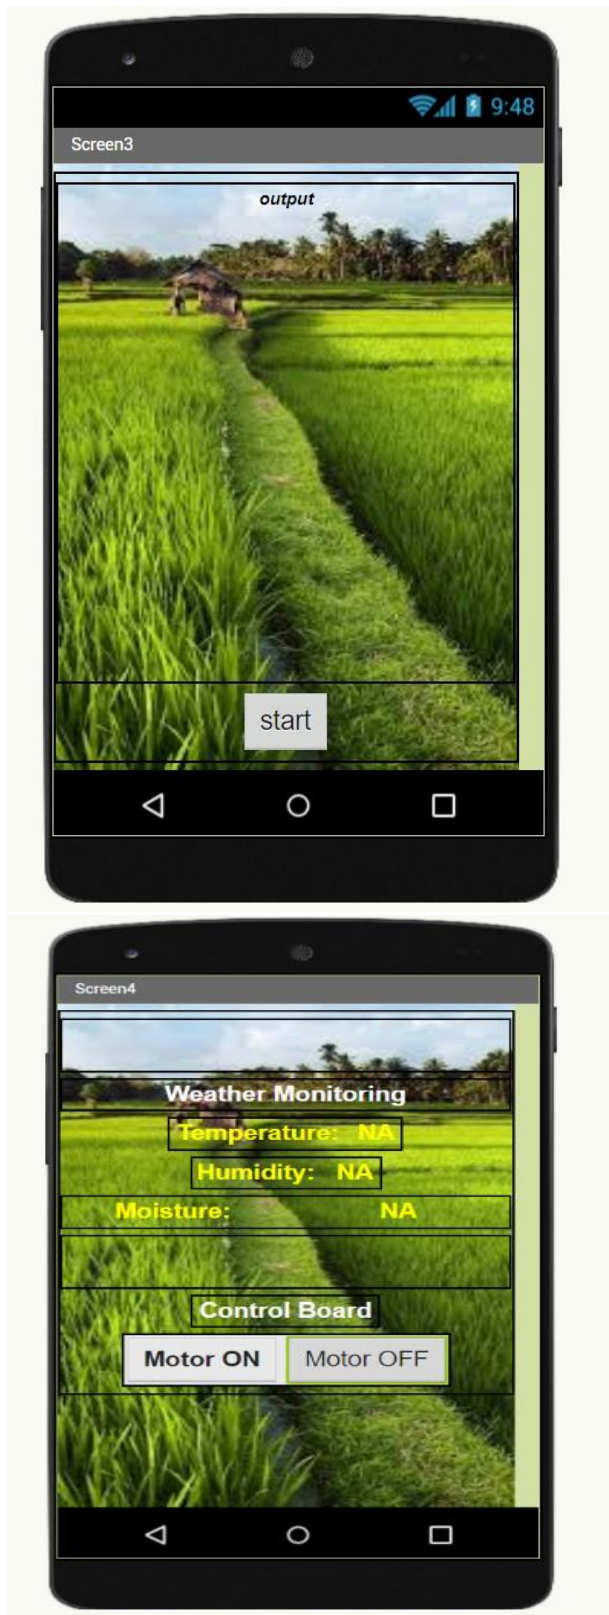 9:48
Screen3
output
start
Screen4
Weather Monitoring
Temperature: NA
Humidity: NA
Moisture: NA
Control Board
Motor ON Motor OFF